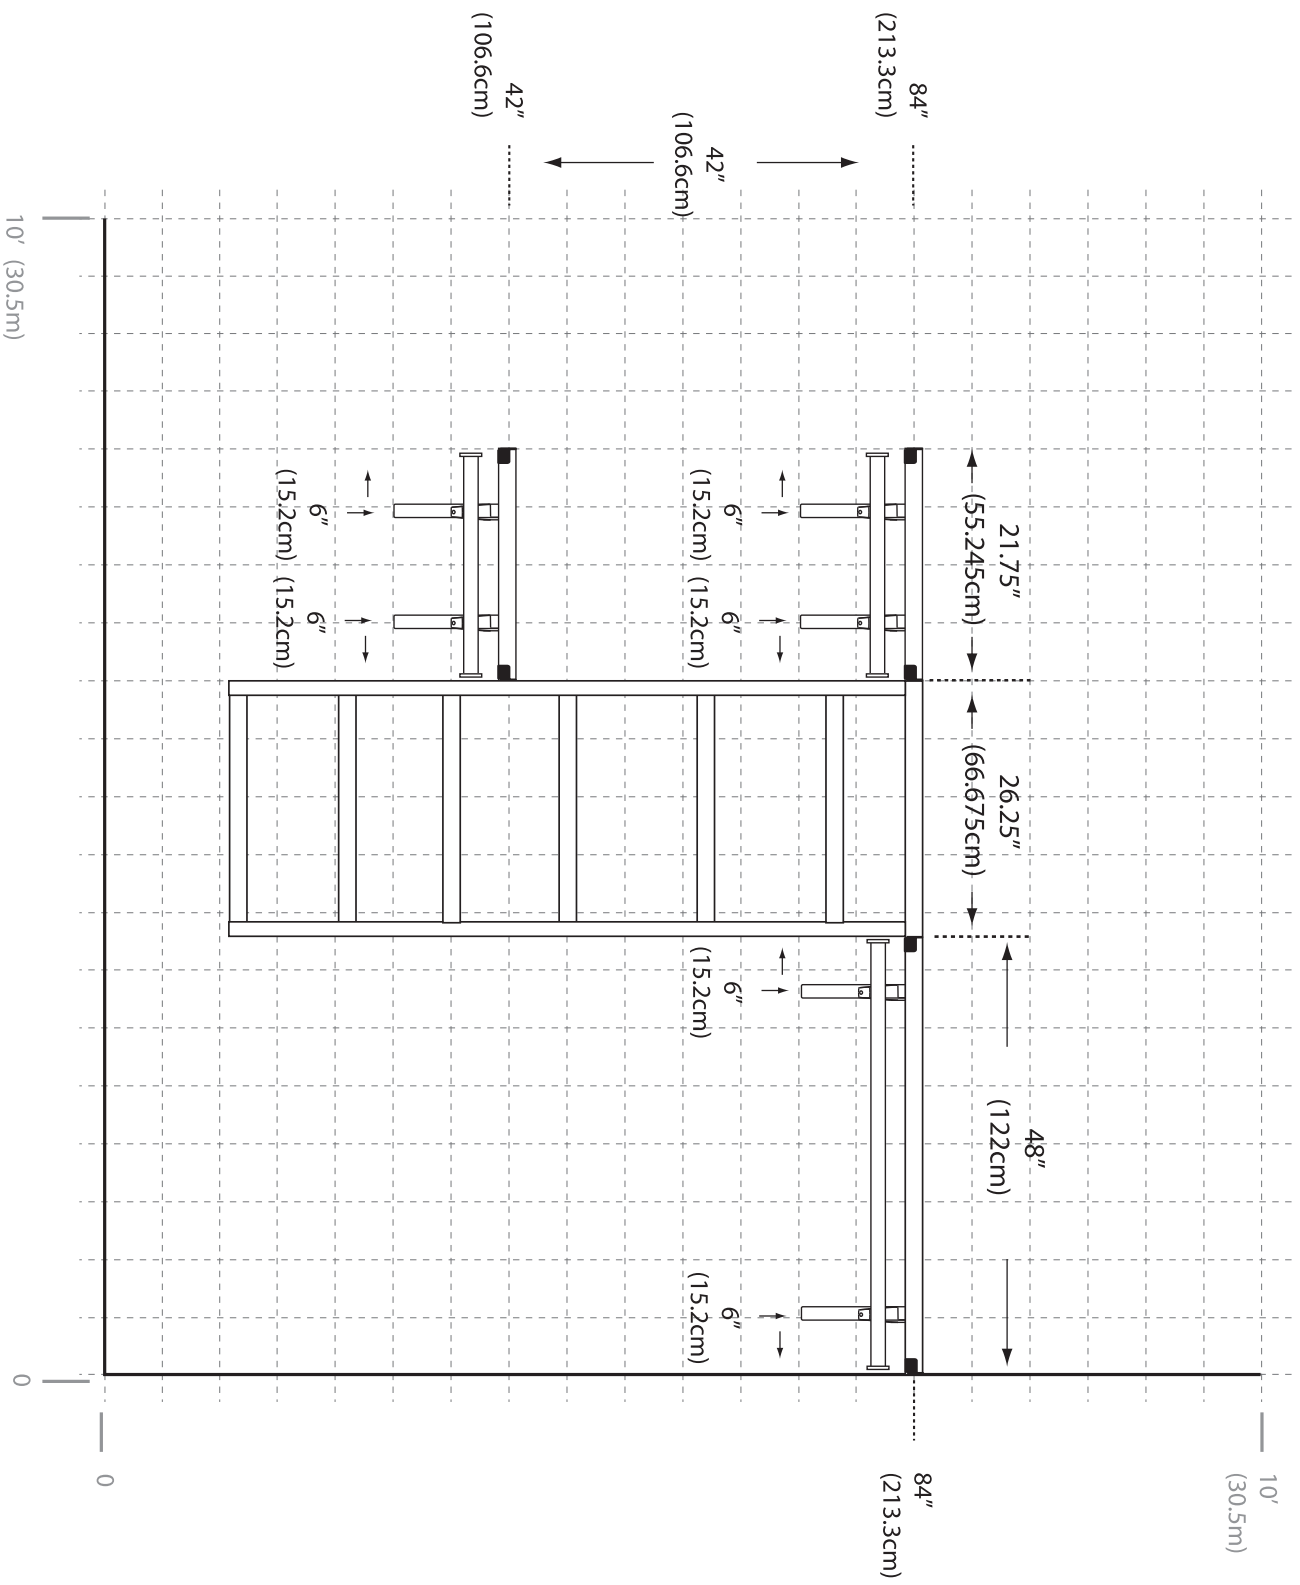 10′ (30.5m)
84″
(213.3cm)
48″
(122cm)
26.25″
(66.675cm)
21.75″
(55.245cm)
84″
(213.3cm)
6″
(15.2cm)
6″
(15.2cm)
6″
(15.2cm)
6″
(15.2cm)
42″
(106.6cm)
42″
(106.6cm)
6″
(15.2cm)
6″
(15.2cm)
0
0
10′ (30.5m)